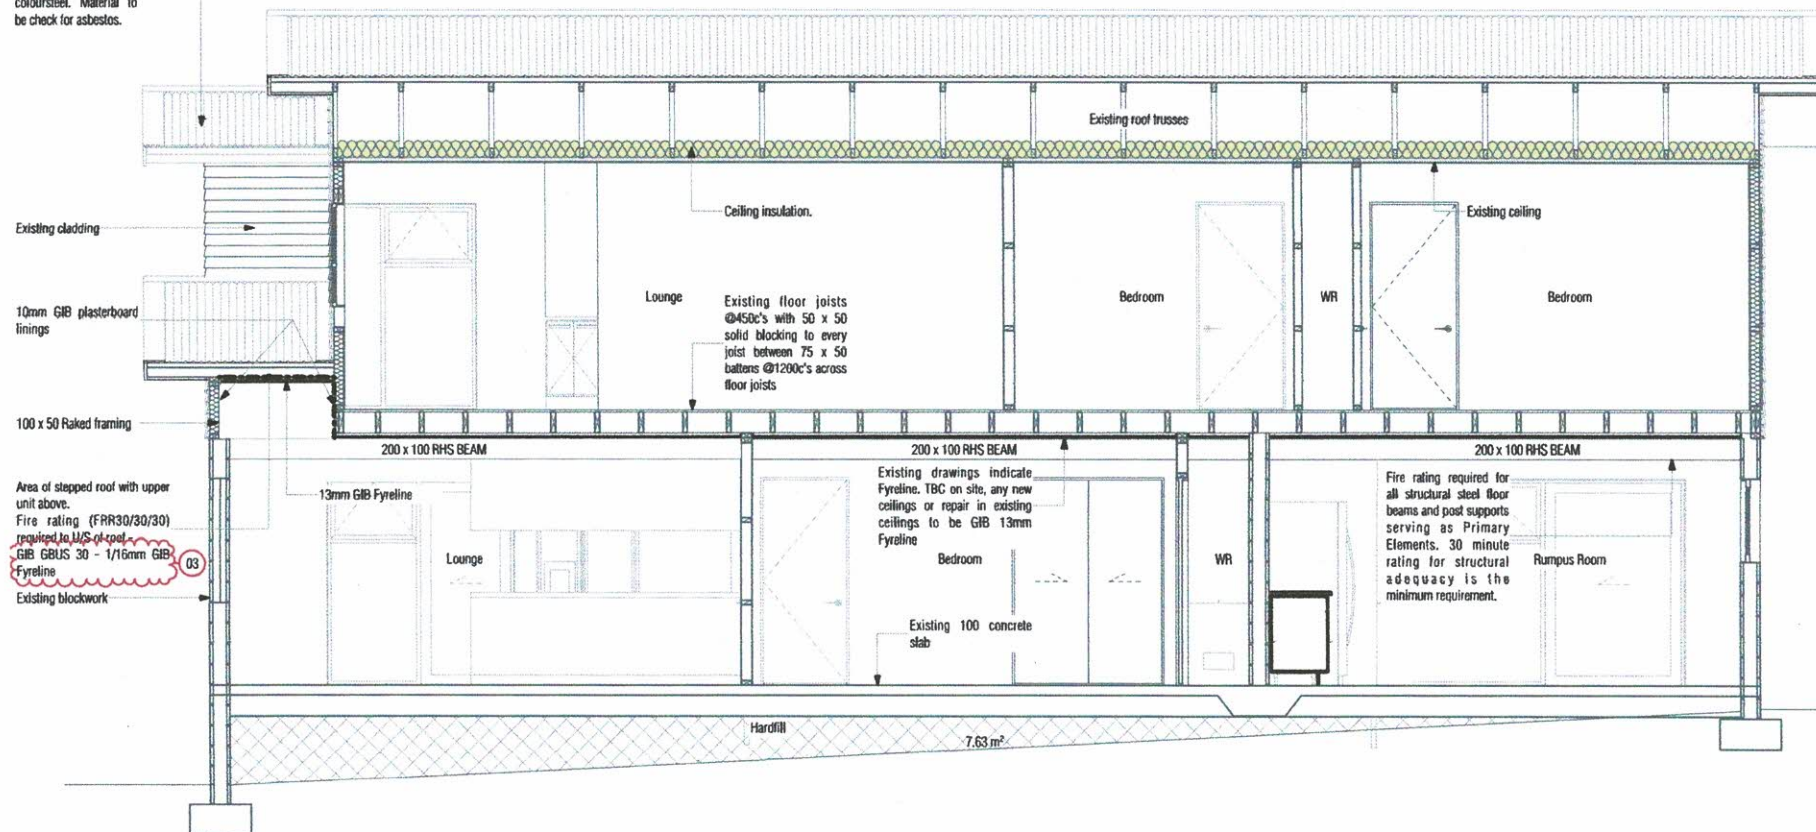 coloursteel. Material to
be check for asbestos.
Existing roof trusses
Existing cladding
Ceiling insulation.
Existing ceiling
10mm GIB plasterboard
linings
Lounge
Existing floor joists
@450c's with 50 x 50
solid blocking to every
joist between 75 x 50
battens @1200c's across
floor joists
Bedroom
WR
Bedroom
100 x 50 Raked framing
200 x 100 RHS BEAM
200 x 100 RHS BEAM
200 x 100 RHS BEAM
Area of stepped roof with upper
unit above.
Fire rating (FRR30/30/30)
required to U/S of roof -
GIB GBUS 30 - 1/16mm GIB
Fyreline
03
Existing blockwork
13mm GIB Fyreline
Lounge
Existing drawings indicate
Fyreline. TBC on site, any new
ceilings or repair in existing
ceilings to be GIB 13mm
Fyreline
Bedroom
WR
Fire rating required for
all structural steel floor
beams and post supports
serving as Primary
Elements. 30 minute
rating for structural
adequacy is the
minimum requirement.
Rumpus Room
Existing 100 concrete
slab
Hardfill
7.63 m²